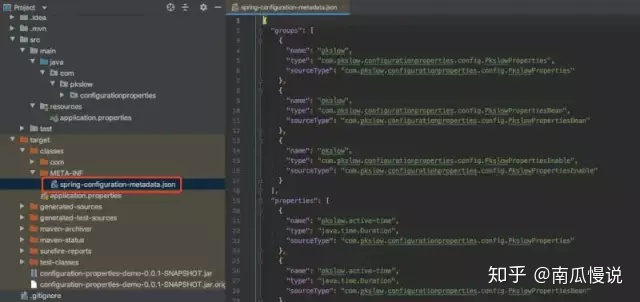 Project
.idea
.mvn
src
main
java
com
pkslow
configurationproperties
resources
application.properties
test
target
classes
com
META-INF
spring-configuration-metadata.json
application.properties
generated-sources
generated-test-sources
maven-archiver
maven-status
surefire-reports
test-classes
configuration-properties-demo-0.0.1-SNAPSHOT.jar
configuration-properties-demo-0.0.1-SNAPSHOT.jar.orig
.gitignore
spring-configuration-metadata.json
{
"groups": [
{
"name": "pkslow",
"type": "com.pkslow.configurationproperties.config.PkslowProperties",
"sourceType": "com.pkslow.configurationproperties.config.PkslowProperties"
},
{
"name": "pkslow",
"type": "com.pkslow.configurationproperties.config.PkslowPropertiesBean",
"sourceType": "com.pkslow.configurationproperties.config.PkslowPropertiesBean"
},
{
"name": "pkslow",
"type": "com.pkslow.configurationproperties.config.PkslowPropertiesEnable",
"sourceType": "com.pkslow.configurationproperties.config.PkslowPropertiesEnable"
}
],
"properties": [
{
"name": "pkslow.active-time",
"type": "java.time.Duration",
"sourceType": "com.pkslow.configurationproperties.config.PkslowProperties"
},
{
"name": "pkslow.active-time",
"type": "java.time.Duration",
"sourceType": "com.pkslow.configurationproperties.config.PkslowPropertiesBean"
知乎 @南瓜慢说